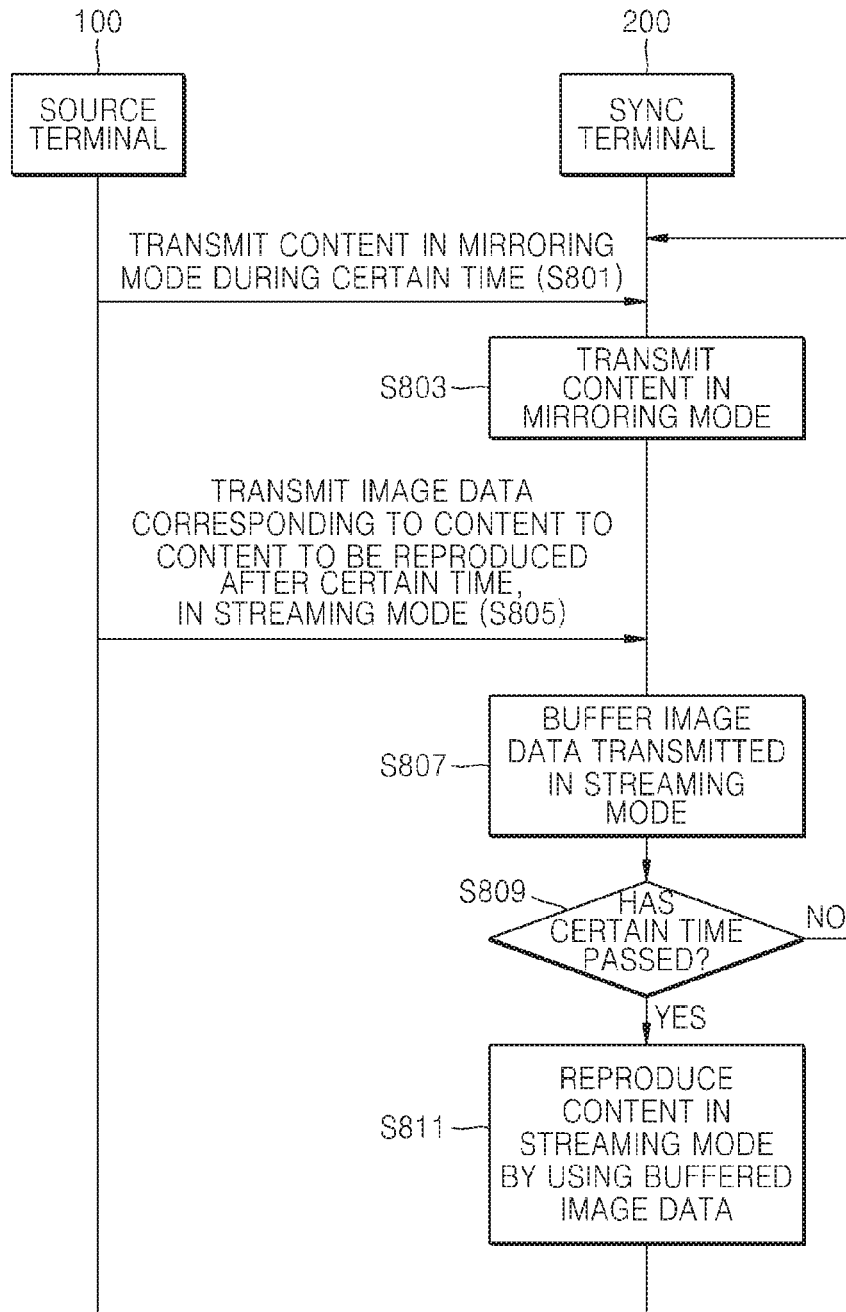 100
200
SOURCE
TERMINAL
SYNC
TERMINAL
TRANSMIT CONTENT IN MIRRORING
MODE DURING CERTAIN TIME (S801)
S803
TRANSMIT
CONTENT IN
MIRRORING MODE
TRANSMIT IMAGE DATA
CORRESPONDING TO CONTENT TO
CONTENT TO BE REPRODUCED
AFTER CERTAIN TIME,
IN STREAMING MODE (S805)
S807
BUFFER IMAGE
DATA TRANSMITTED
IN STREAMING
MODE
S809
HAS
CERTAIN TIME
PASSED?
NO
YES
S811
REPRODUCE
CONTENT IN
STREAMING MODE
BY USING BUFFERED
IMAGE DATA